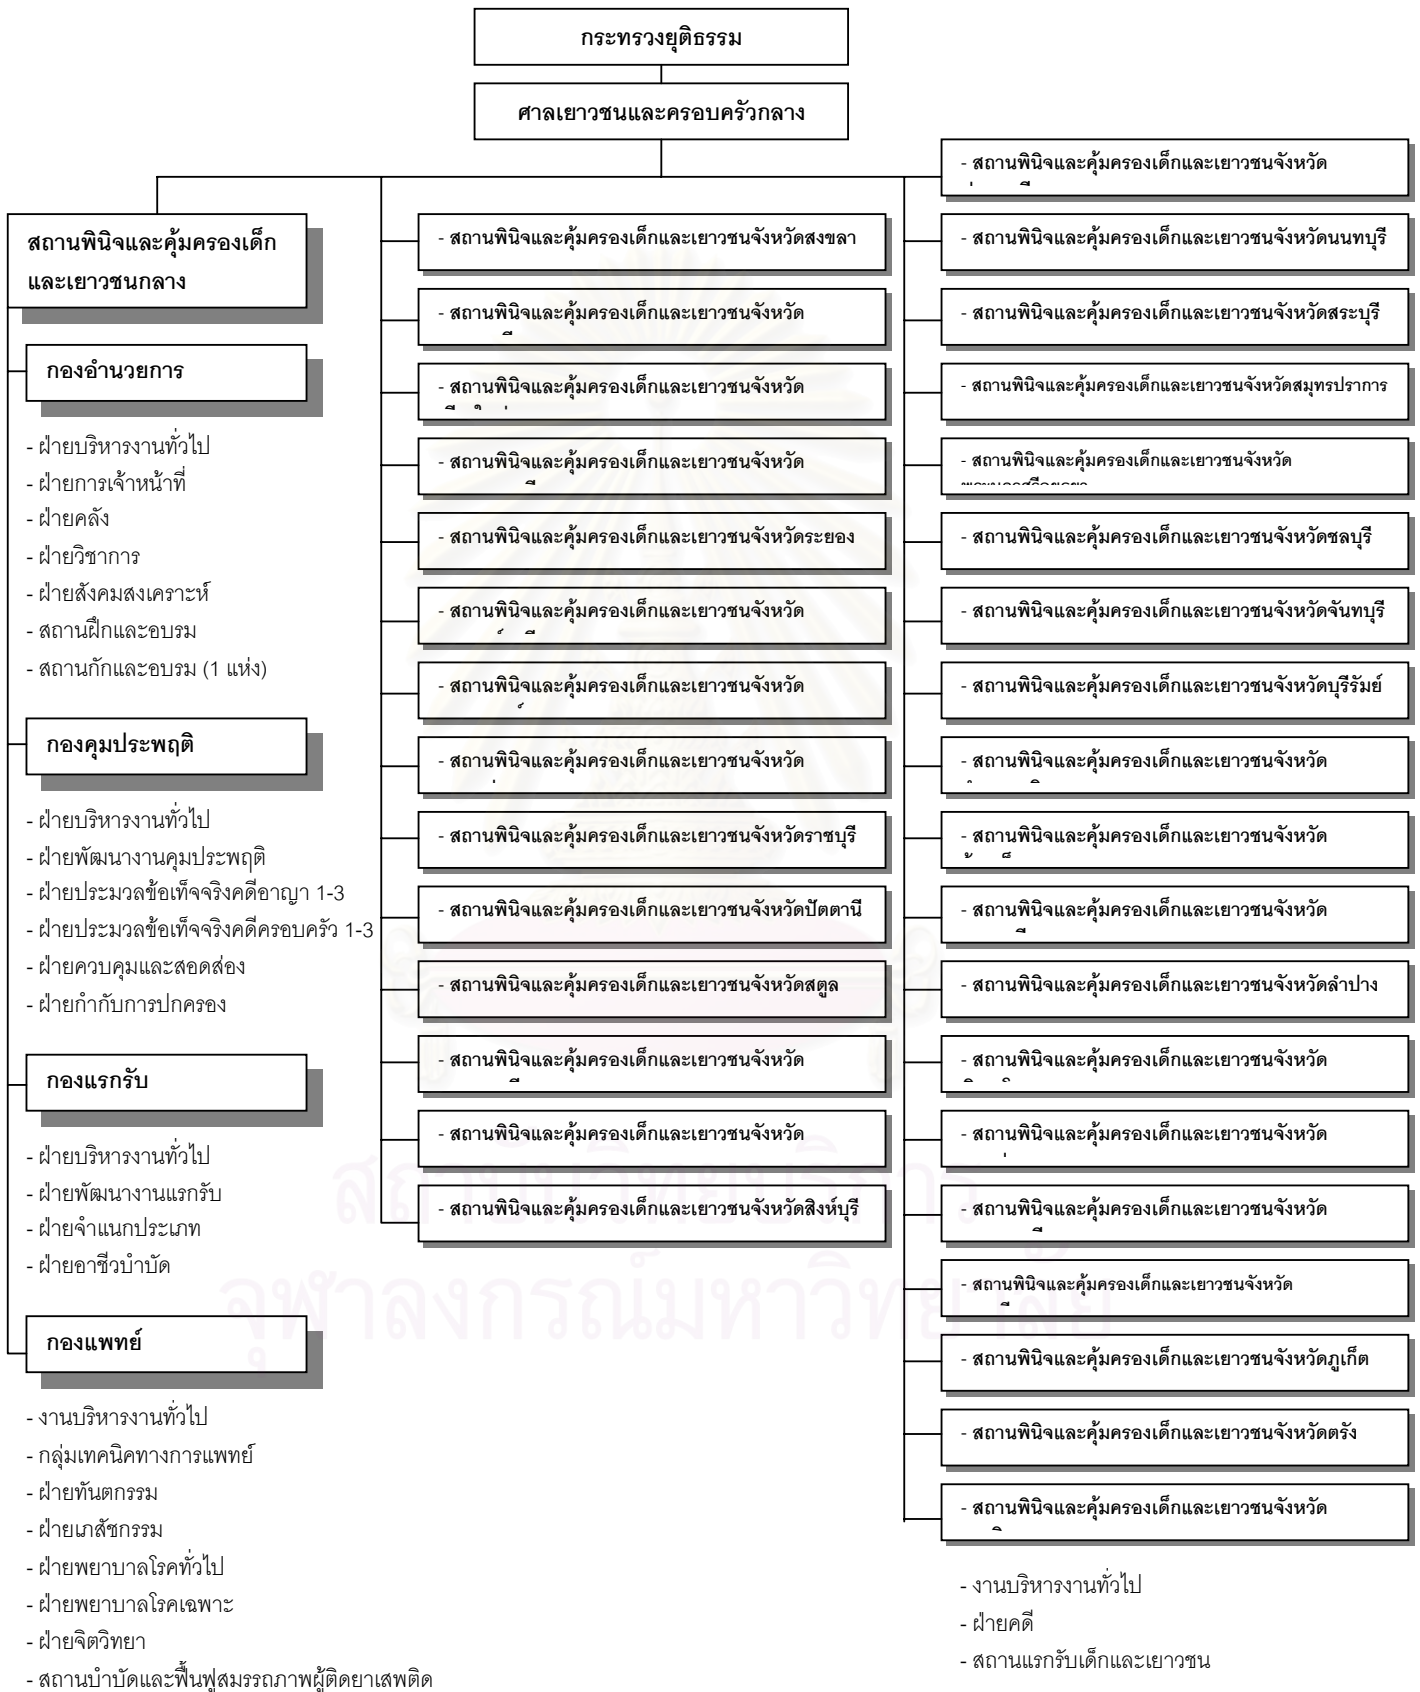 กระทรวงยุติธรรม
ศาลเยาวชนและครอบครัวกลาง
สถานพินิจและคุ้มครองเด็ก
และเยาวชนกลาง
กองอำนวยการ
- ฝ่ายบริหารงานทั่วไป
- ฝ่ายการเจ้าหน้าที่
- ฝ่ายคลัง
- ฝ่ายวิชาการ
- ฝ่ายสังคมสงเคราะห์
- สถานฝึกและอบรม
- สถานกักและอบรม (1 แห่ง)
กองคุมประพฤติ
- ฝ่ายบริหารงานทั่วไป
- ฝ่ายพัฒนางานคุมประพฤติ
- ฝ่ายประมวลข้อเท็จจริงคดีอาญา 1-3
- ฝ่ายประมวลข้อเท็จจริงคดีครอบครัว 1-3
- ฝ่ายควบคุมและสอดส่อง
- ฝ่ายกำกับการปกครอง
กองแรกรับ
- ฝ่ายบริหารงานทั่วไป
- ฝ่ายพัฒนางานแรกรับ
- ฝ่ายจำแนกประเภท
- ฝ่ายอาชีวบำบัด
กองแพทย์
- งานบริหารงานทั่วไป
- กลุ่มเทคนิคทางการแพทย์
- ฝ่ายทันตกรรม
- ฝ่ายเภสัชกรรม
- ฝ่ายพยาบาลโรคทั่วไป
- ฝ่ายพยาบาลโรคเฉพาะ
- ฝ่ายจิตวิทยา
- สถานบำบัดและฟื้นฟูสมรรถภาพผู้ติดยาเสพติด
- สถานพินิจและคุ้มครองเด็กและเยาวชนจังหวัดสงขลา
- สถานพินิจและคุ้มครองเด็กและเยาวชนจังหวัด
- สถานพินิจและคุ้มครองเด็กและเยาวชนจังหวัด
- สถานพินิจและคุ้มครองเด็กและเยาวชนจังหวัด
- สถานพินิจและคุ้มครองเด็กและเยาวชนจังหวัดระยอง
- สถานพินิจและคุ้มครองเด็กและเยาวชนจังหวัด
- สถานพินิจและคุ้มครองเด็กและเยาวชนจังหวัด
- สถานพินิจและคุ้มครองเด็กและเยาวชนจังหวัด
- สถานพินิจและคุ้มครองเด็กและเยาวชนจังหวัดราชบุรี
- สถานพินิจและคุ้มครองเด็กและเยาวชนจังหวัดปัตตานี
- สถานพินิจและคุ้มครองเด็กและเยาวชนจังหวัดสตูล
- สถานพินิจและคุ้มครองเด็กและเยาวชนจังหวัด
- สถานพินิจและคุ้มครองเด็กและเยาวชนจังหวัด
- สถานพินิจและคุ้มครองเด็กและเยาวชนจังหวัดสิงห์บุรี
- สถานพินิจและคุ้มครองเด็กและเยาวชนจังหวัด
- สถานพินิจและคุ้มครองเด็กและเยาวชนจังหวัดนนทบุรี
- สถานพินิจและคุ้มครองเด็กและเยาวชนจังหวัดสระบุรี
- สถานพินิจและคุ้มครองเด็กและเยาวชนจังหวัดสมุทรปราการ
- สถานพินิจและคุ้มครองเด็กและเยาวชนจังหวัด
- สถานพินิจและคุ้มครองเด็กและเยาวชนจังหวัดชลบุรี
- สถานพินิจและคุ้มครองเด็กและเยาวชนจังหวัดจันทบุรี
- สถานพินิจและคุ้มครองเด็กและเยาวชนจังหวัดบุรีรัมย์
- สถานพินิจและคุ้มครองเด็กและเยาวชนจังหวัด
- สถานพินิจและคุ้มครองเด็กและเยาวชนจังหวัด
- สถานพินิจและคุ้มครองเด็กและเยาวชนจังหวัด
- สถานพินิจและคุ้มครองเด็กและเยาวชนจังหวัดลำปาง
- สถานพินิจและคุ้มครองเด็กและเยาวชนจังหวัด
- สถานพินิจและคุ้มครองเด็กและเยาวชนจังหวัด
- สถานพินิจและคุ้มครองเด็กและเยาวชนจังหวัด
- สถานพินิจและคุ้มครองเด็กและเยาวชนจังหวัด
- สถานพินิจและคุ้มครองเด็กและเยาวชนจังหวัดภูเก็ต
- สถานพินิจและคุ้มครองเด็กและเยาวชนจังหวัดตรัง
- สถานพินิจและคุ้มครองเด็กและเยาวชนจังหวัด
- งานบริหารงานทั่วไป
- ฝ่ายคดี
- สถานแรกรับเด็กและเยาวชน
สถาบันวิทยบริการ
จุฬาลงกรณ์มหาวิทยาลัย